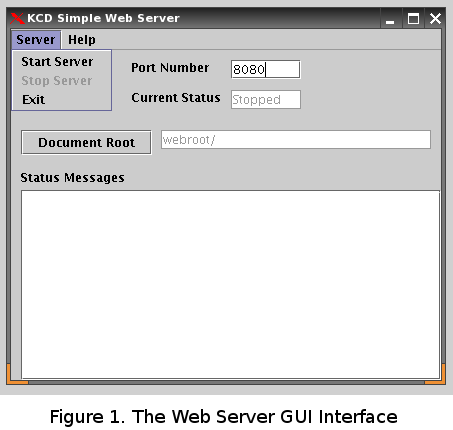 KCD Simple Web Server
Server Help
Start Server
Stop Server
Exit
Port Number 8080
Current Status Stopped
Document Root webroot/
Status Messages
Figure 1. The Web Server GUI Interface